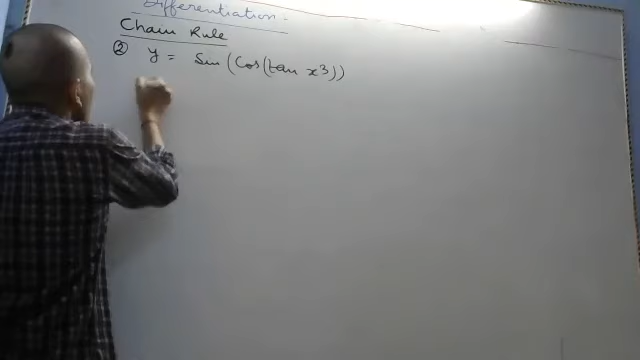 Differentiation
Chain Rule
② y = Sin (Cos(tan x³))